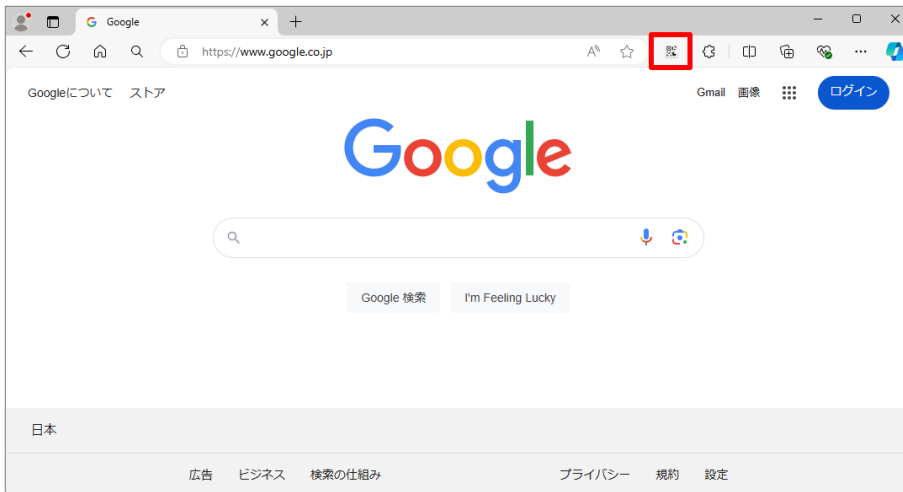 Google
https://www.google.co.jp
Googleについて ストア
Gmail 画像 ログイン
Google
Google 検索 I'm Feeling Lucky
日本
広告 ビジネス 検索の仕組み プライバシー 規約 設定